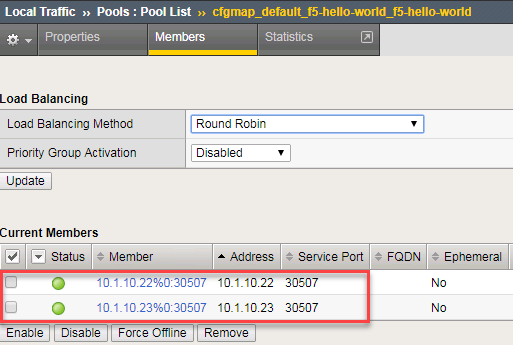 Local Traffic ›› Pools : Pool List ›› cfgmap_default_f5-hello-world_f5-hello-world
Properties Members Statistics
Load Balancing
Load Balancing Method Round Robin
Priority Group Activation Disabled
Update
Current Members
Status Member Address Service Port FQDN Ephemeral
10.1.10.22%0:30507 10.1.10.22 30507 No
10.1.10.23%0:30507 10.1.10.23 30507 No
Enable Disable Force Offline Remove